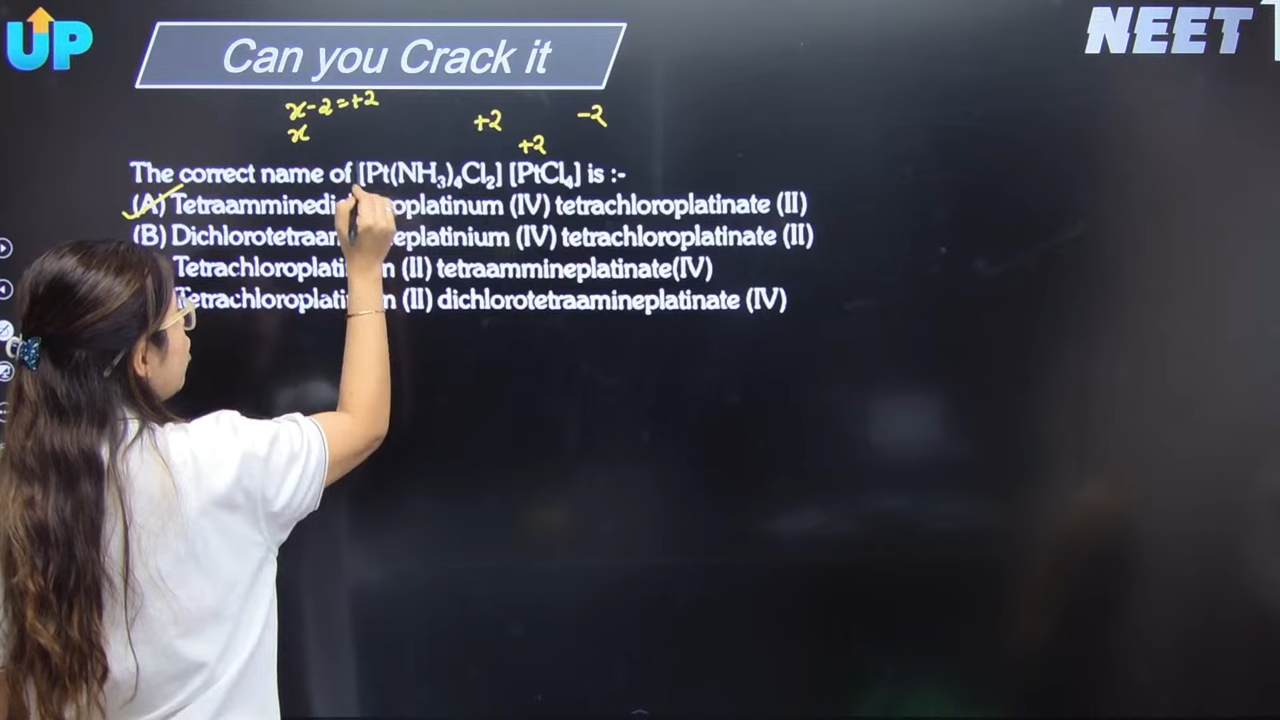 UP
Can you Crack it
NEET
x-2=+2
x
+2
-2
+2
The correct name of [Pt(NH₃)₄Cl₂] [PtCl₄] is :-
(A) Tetraamminedi oplatinum (IV) tetrachloroplatinate (II)
(B) Dichlorotetraam eplatinium (IV) tetrachloroplatinate (II)
Tetrachloroplati m (II) tetraammineplatinate(IV)
Tetrachloroplati m (II) dichlorotetraamineplatinate (IV)